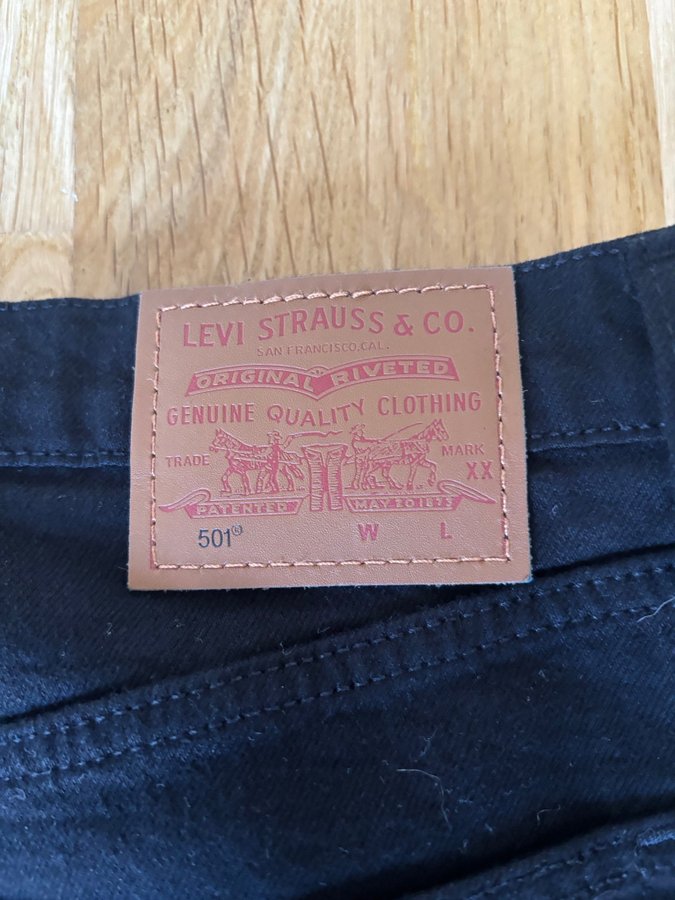 LEVI STRAUSS & CO.
SAN FRANCISCO, CAL.
ORIGINAL RIVETED
GENUINE QUALITY CLOTHING
TRADE MARK
XX
PATENTED MAY 20 1873
501® W L